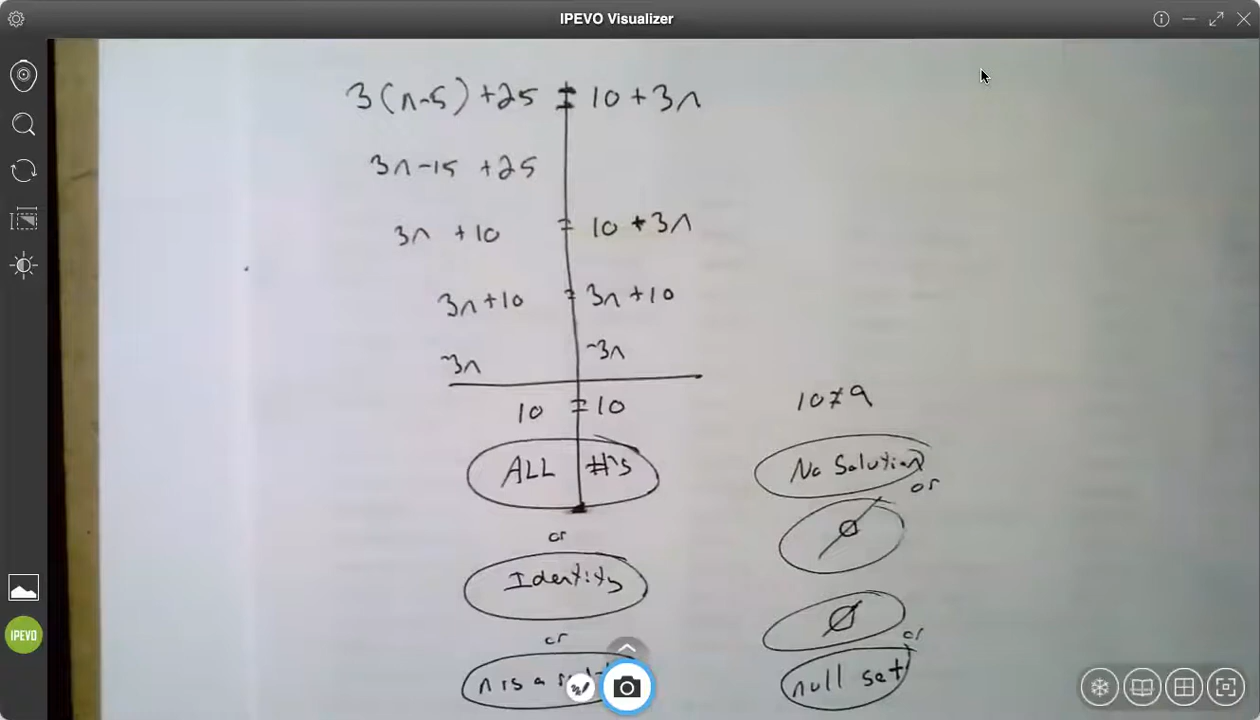 IPEVO Visualizer
3(n-5) +25 = 10 + 3n
3n -15 +25
3n +10 = 10 + 3n
3n +10 = 3n +10
-3n -3n
10 = 10
ALL #'s
or
Identity
or
n is a
10 ≠ 9
No Solution
or
∅
∅
or
null set
IPEVO